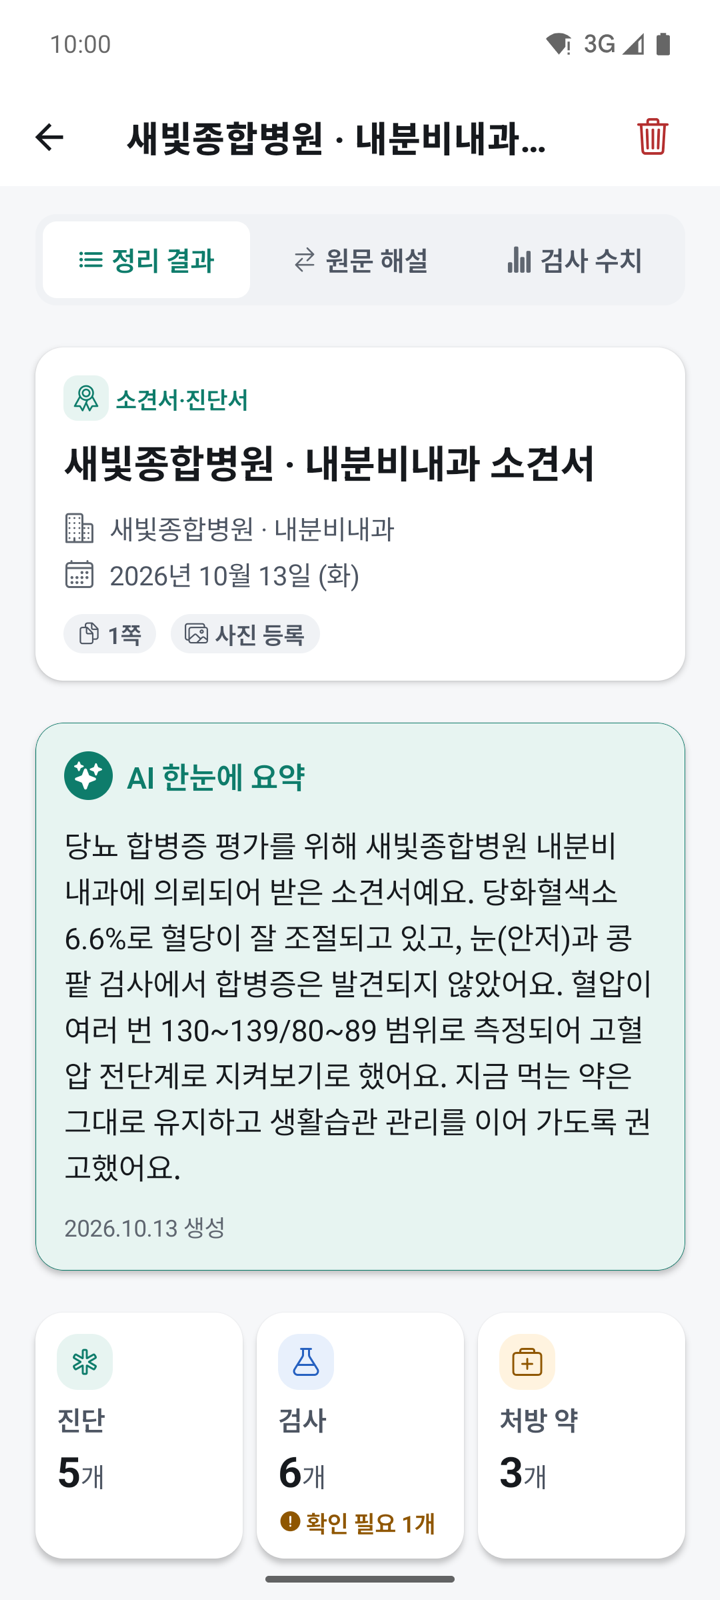 10:00
3G
새빛종합병원 · 내분비내과...
정리 결과
원문 해설
검사 수치
소견서·진단서
새빛종합병원 · 내분비내과 소견서
새빛종합병원 · 내분비내과
2026년 10월 13일 (화)
1쪽
사진 등록
AI 한눈에 요약
당뇨 합병증 평가를 위해 새빛종합병원 내분비
내과에 의뢰되어 받은 소견서예요. 당화혈색소
6.6%로 혈당이 잘 조절되고 있고, 눈(안저)과 콩
팥 검사에서 합병증은 발견되지 않았어요. 혈압이
여러 번 130~139/80~89 범위로 측정되어 고혈
압 전단계로 지켜보기로 했어요. 지금 먹는 약은
그대로 유지하고 생활습관 관리를 이어 가도록 권
고했어요.
2026.10.13 생성
진단
5개
검사
6개
확인 필요 1개
처방 약
3개